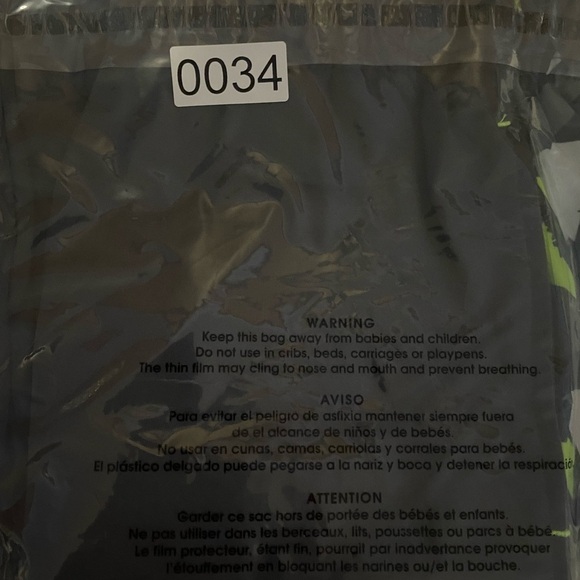 0034
WARNING
Keep this bag away from babies and children.
Do not use in cribs, beds, carriages or playpens.
The thin film may cling to nose and mouth and prevent breathing.
AVISO
Para evitar el peligro de asfixia mantener siempre fuera
de el alcance de niños y de bebés.
No usar en cunas, camas, carriolas y corrales para bebés.
El plástico delgado puede pegarse a la nariz y boca y detener la respiració
ATTENTION
Garder ce sac hors de portée des bébés et enfants.
Ne pas utiliser dans les berceaux, lits, poussettes ou parcs à bébé
Le film protecteur, étant fin, pourrait par inadvertance provoquer
l'étouffement en bloquant les narines ou/et la bouche.